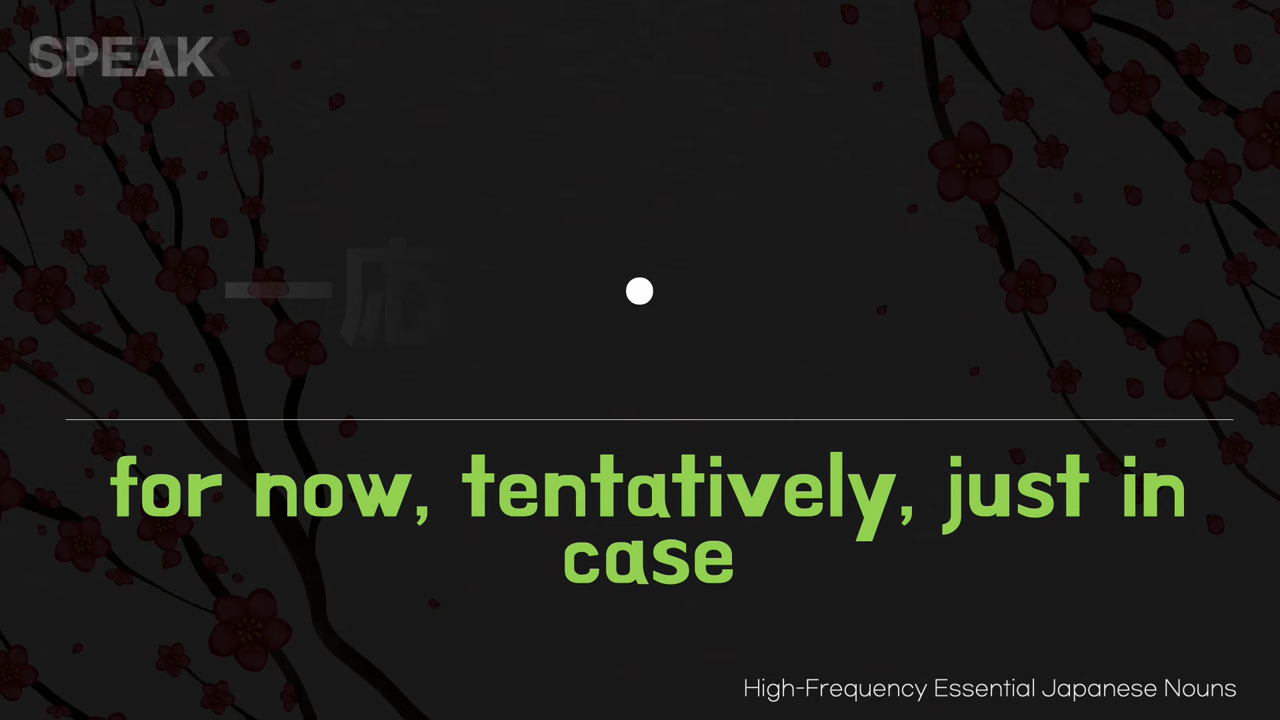 SPEAK
一応
for now, tentatively, just in
case
High-Frequency Essential Japanese Nouns